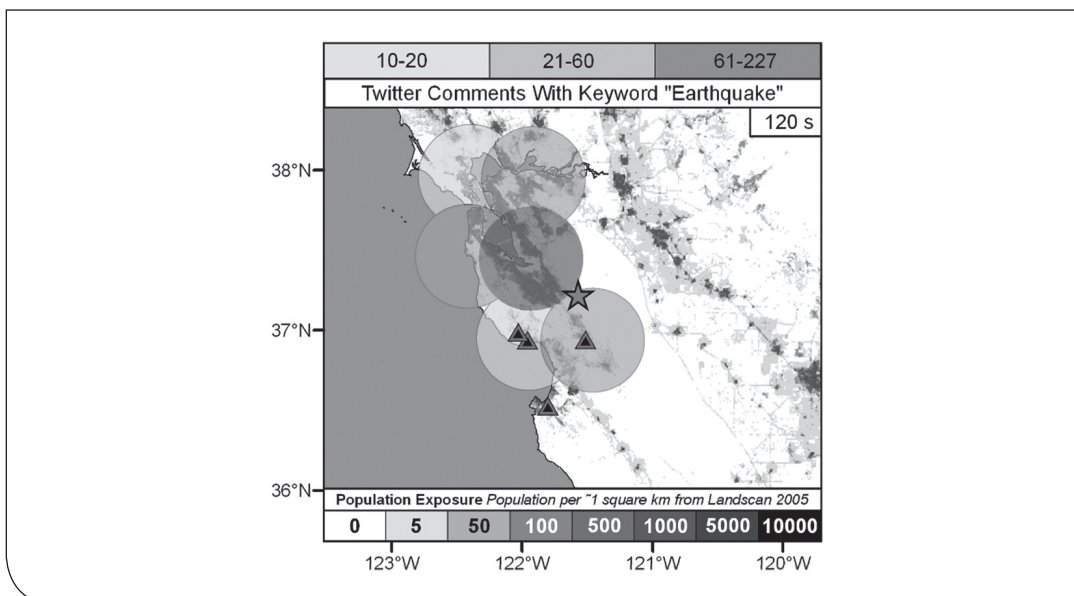 10-20 21-60 61-227
Twitter Comments With Keyword "Earthquake"
120 s
38°N
37°N
36°N
Population Exposure Population per ~1 square km from Landscan 2005
0 5 50 100 500 1000 5000 10000
123°W 122°W 121°W 120°W